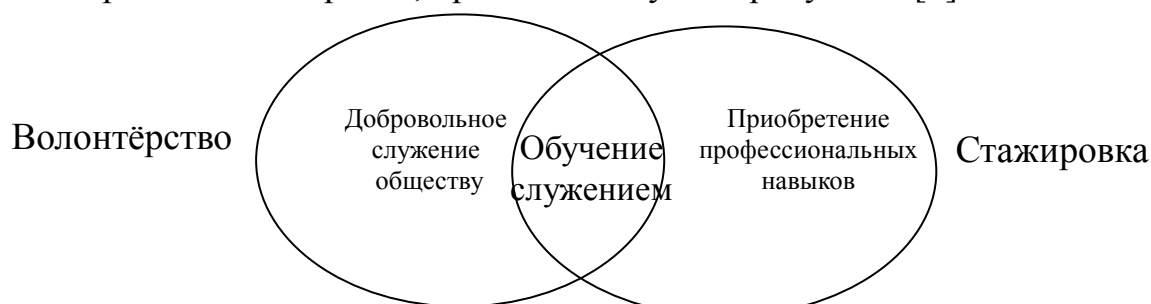 Волонтёрство
Добровольное
служение
обществу
Обучение
служением
Приобретение
профессиональных
навыков
Стажировка